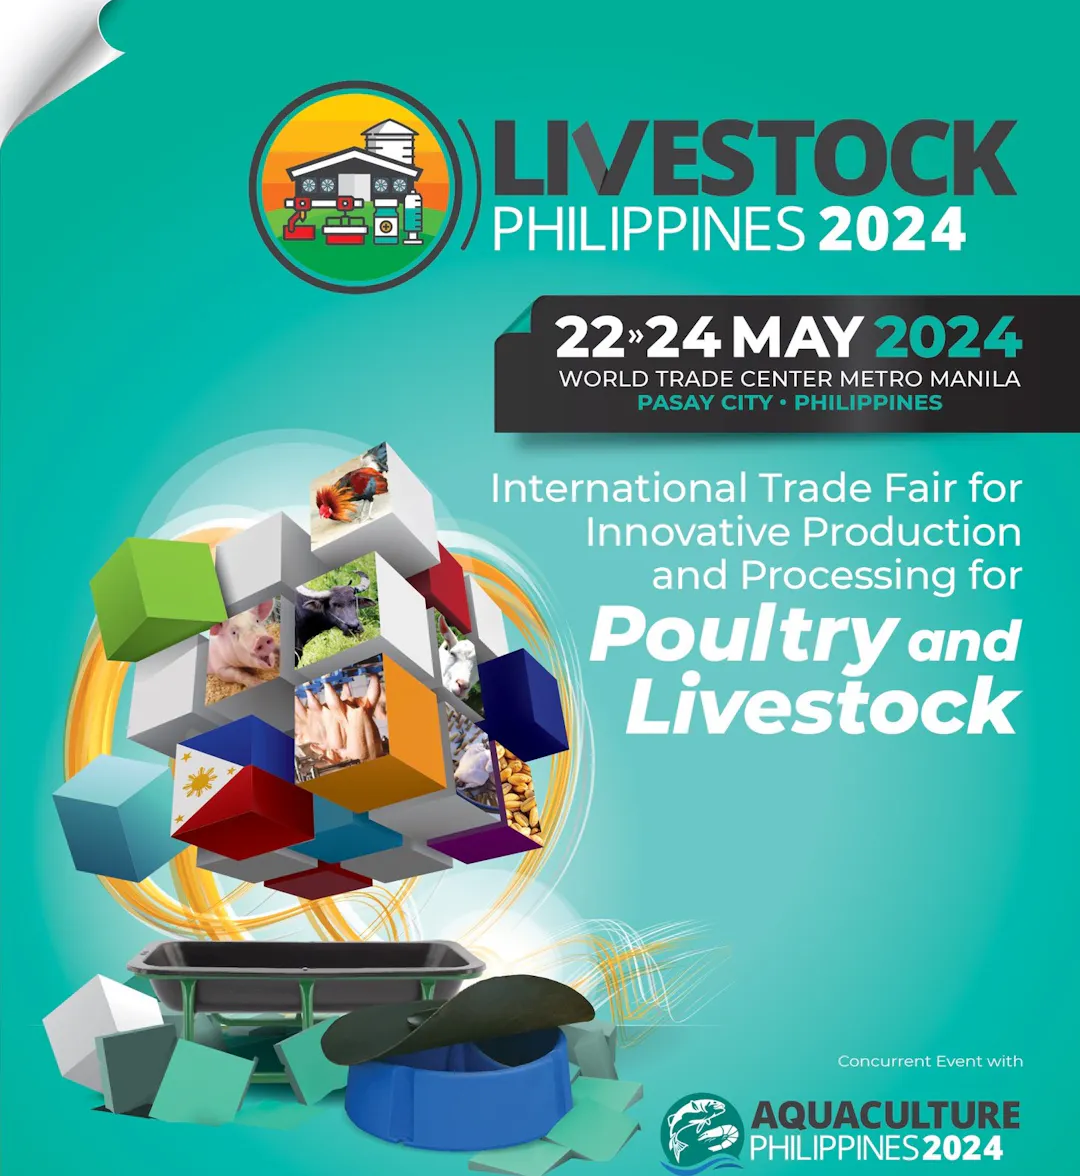 LIVESTOCK
PHILIPPINES 2024
22»24 MAY 2024
WORLD TRADE CENTER METRO MANILA
PASAY CITY • PHILIPPINES
International Trade Fair for
Innovative Production
and Processing for
Poultry and
Livestock
Concurrent Event with
AQUACULTURE
PHILIPPINES 2024